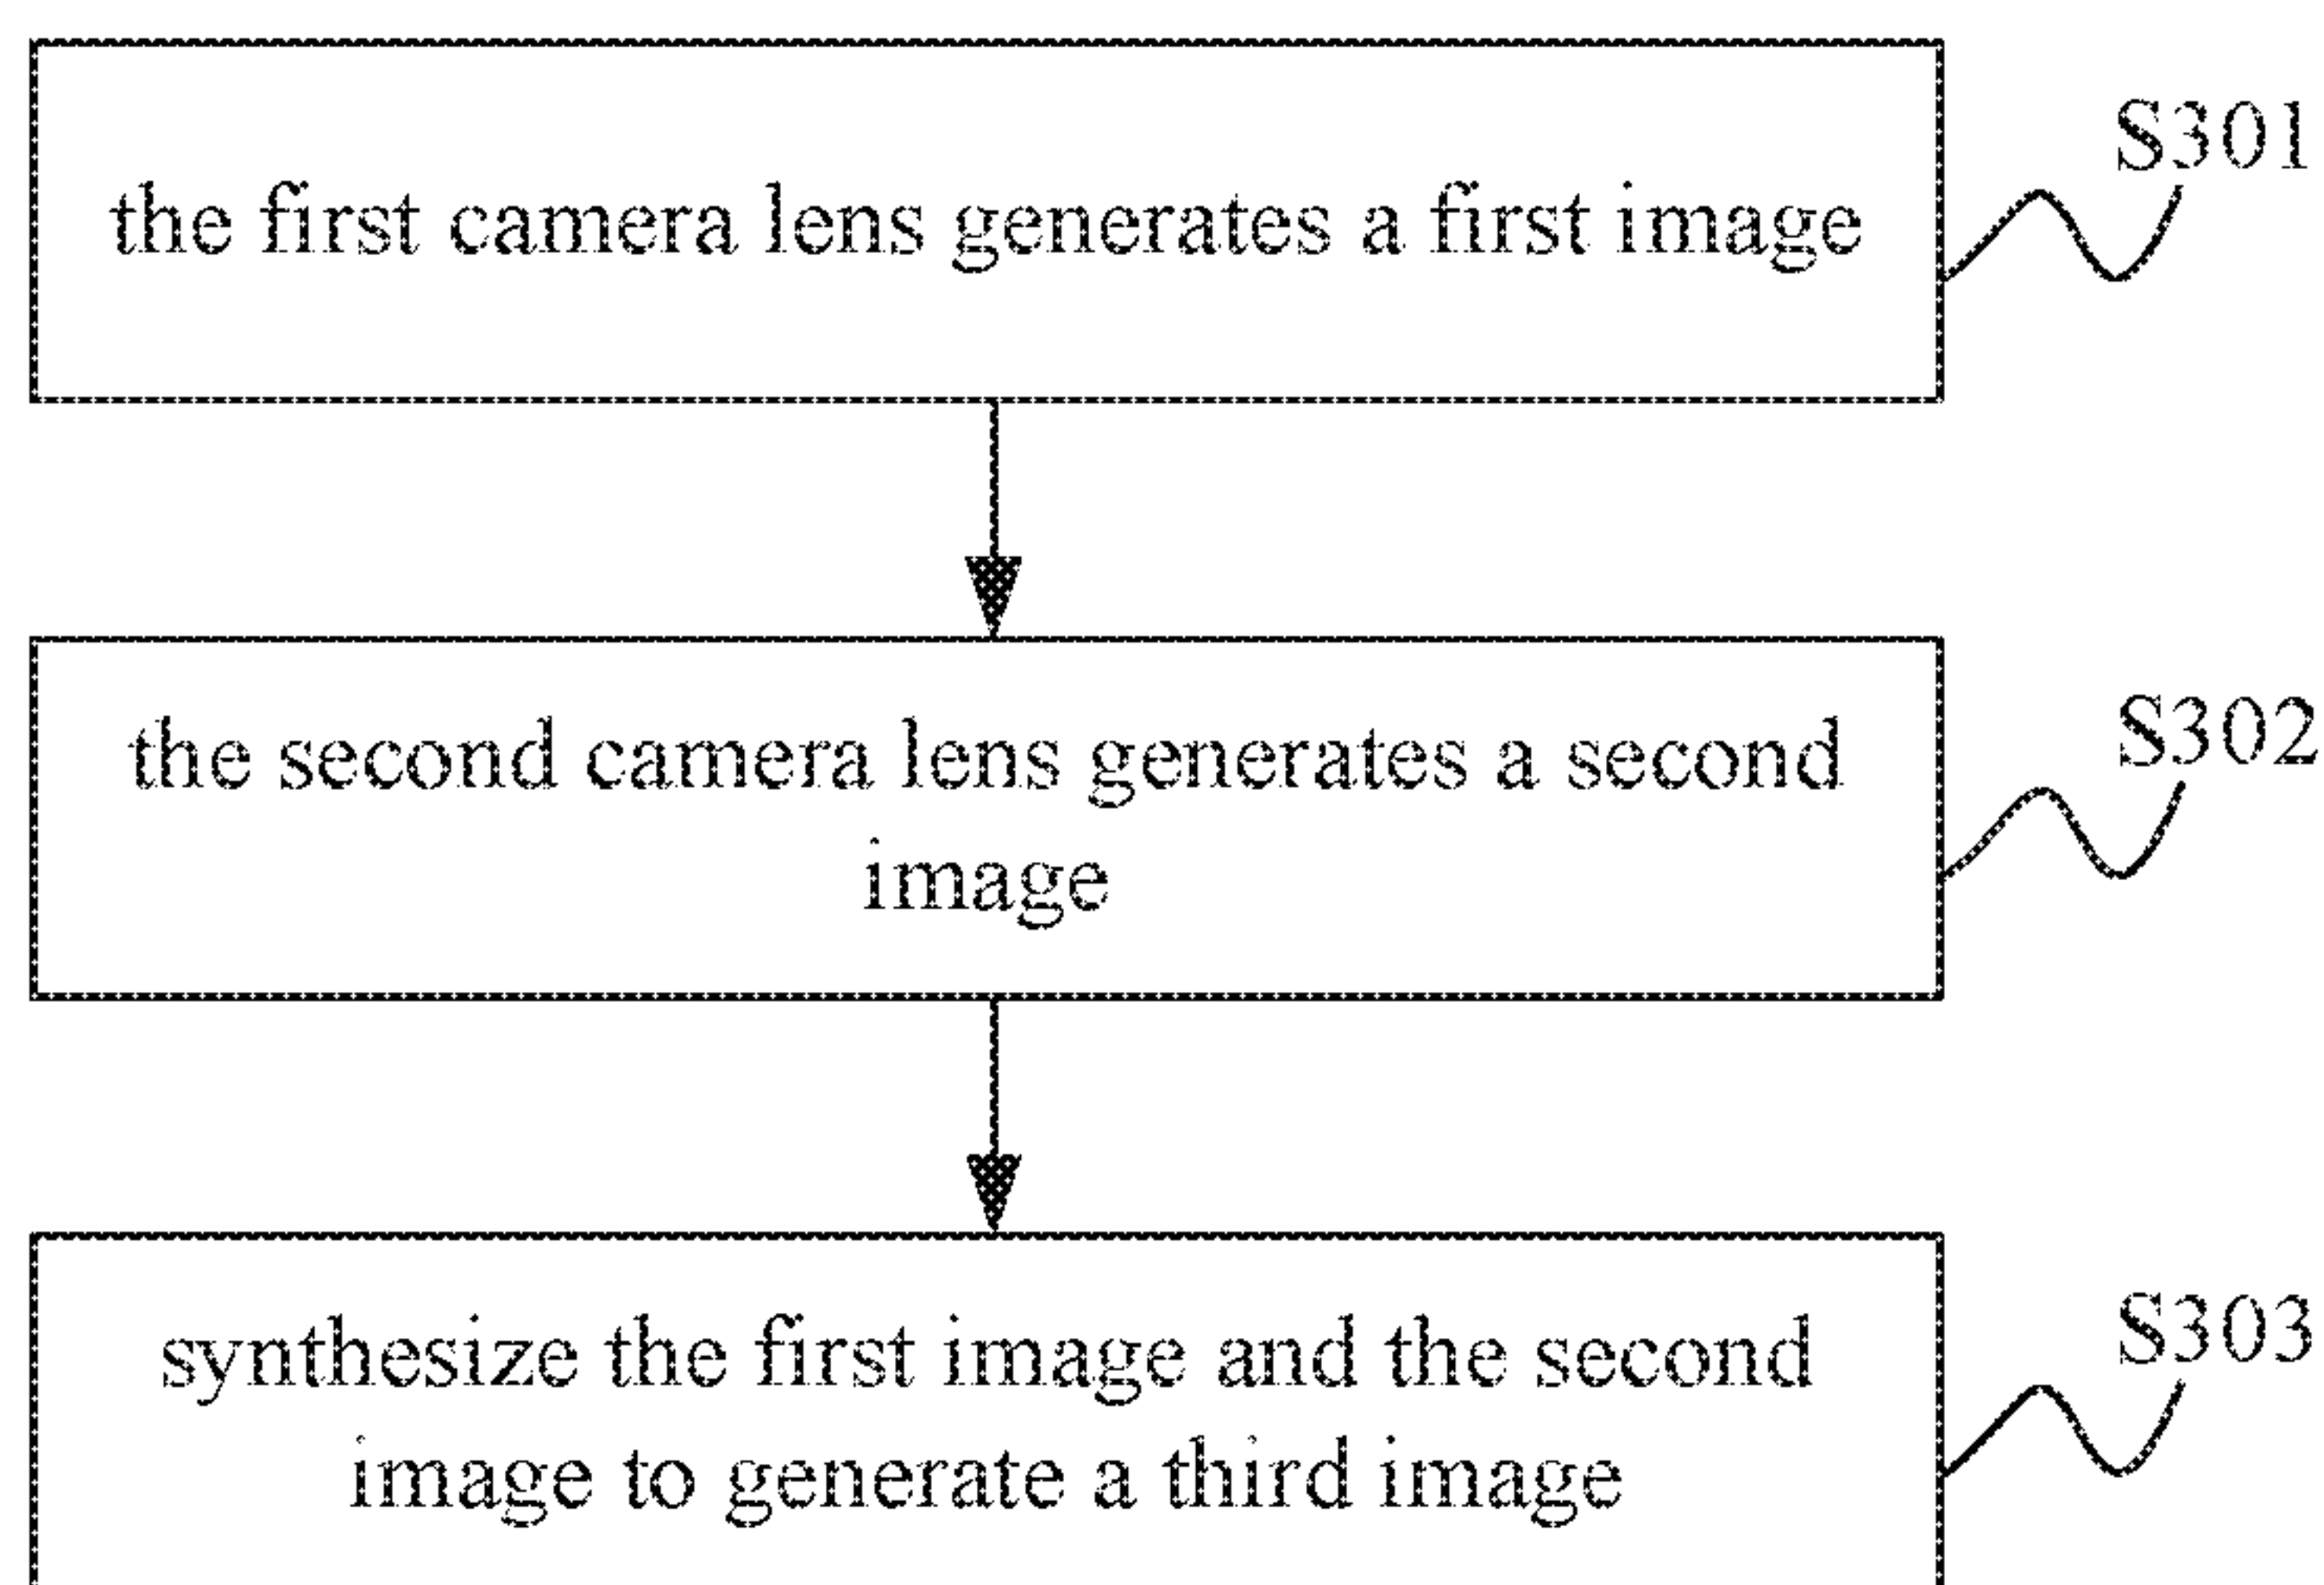 S301
the first camera lens generates a first image
S302
the second camera lens generates a second
image
S303
synthesize the first image and the second
image to generate a third image